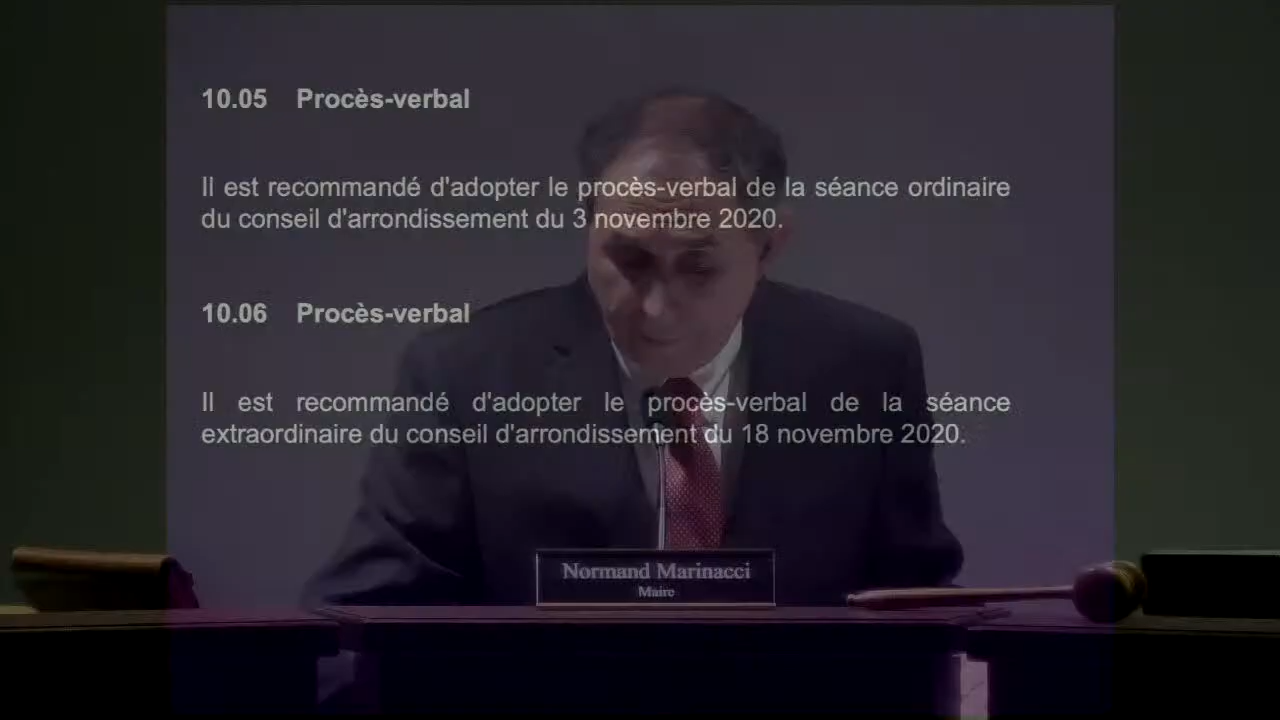 10.05 Procès-verbal
Il est recommandé d'adopter le procès-verbal de la séance ordinaire
du conseil d'arrondissement du 3 novembre 2020.
10.06 Procès-verbal
Il est recommandé d'adopter le procès-verbal de la séance
extraordinaire du conseil d'arrondissement du 18 novembre 2020.
Normand Marinacci
Maire